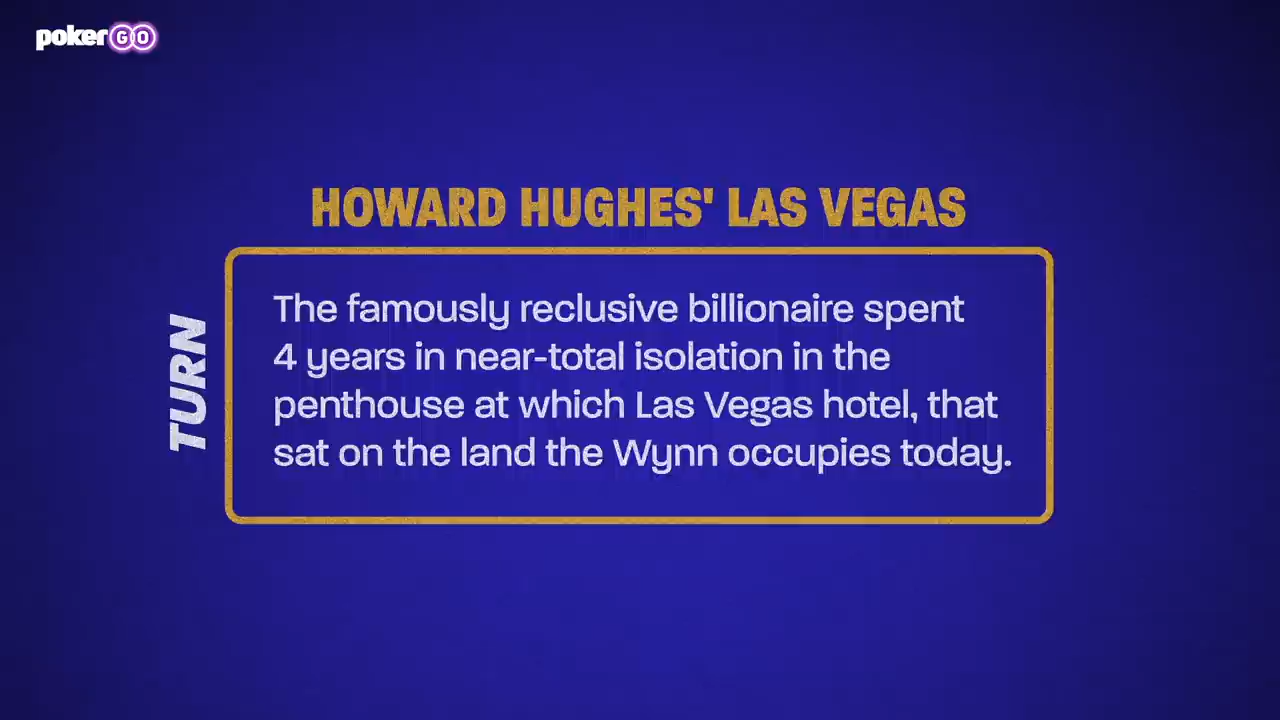 pokerGO
HOWARD HUGHES' LAS VEGAS
TURN
The famously reclusive billionaire spent
4 years in near-total isolation in the
penthouse at which Las Vegas hotel, that
sat on the land the Wynn occupies today.